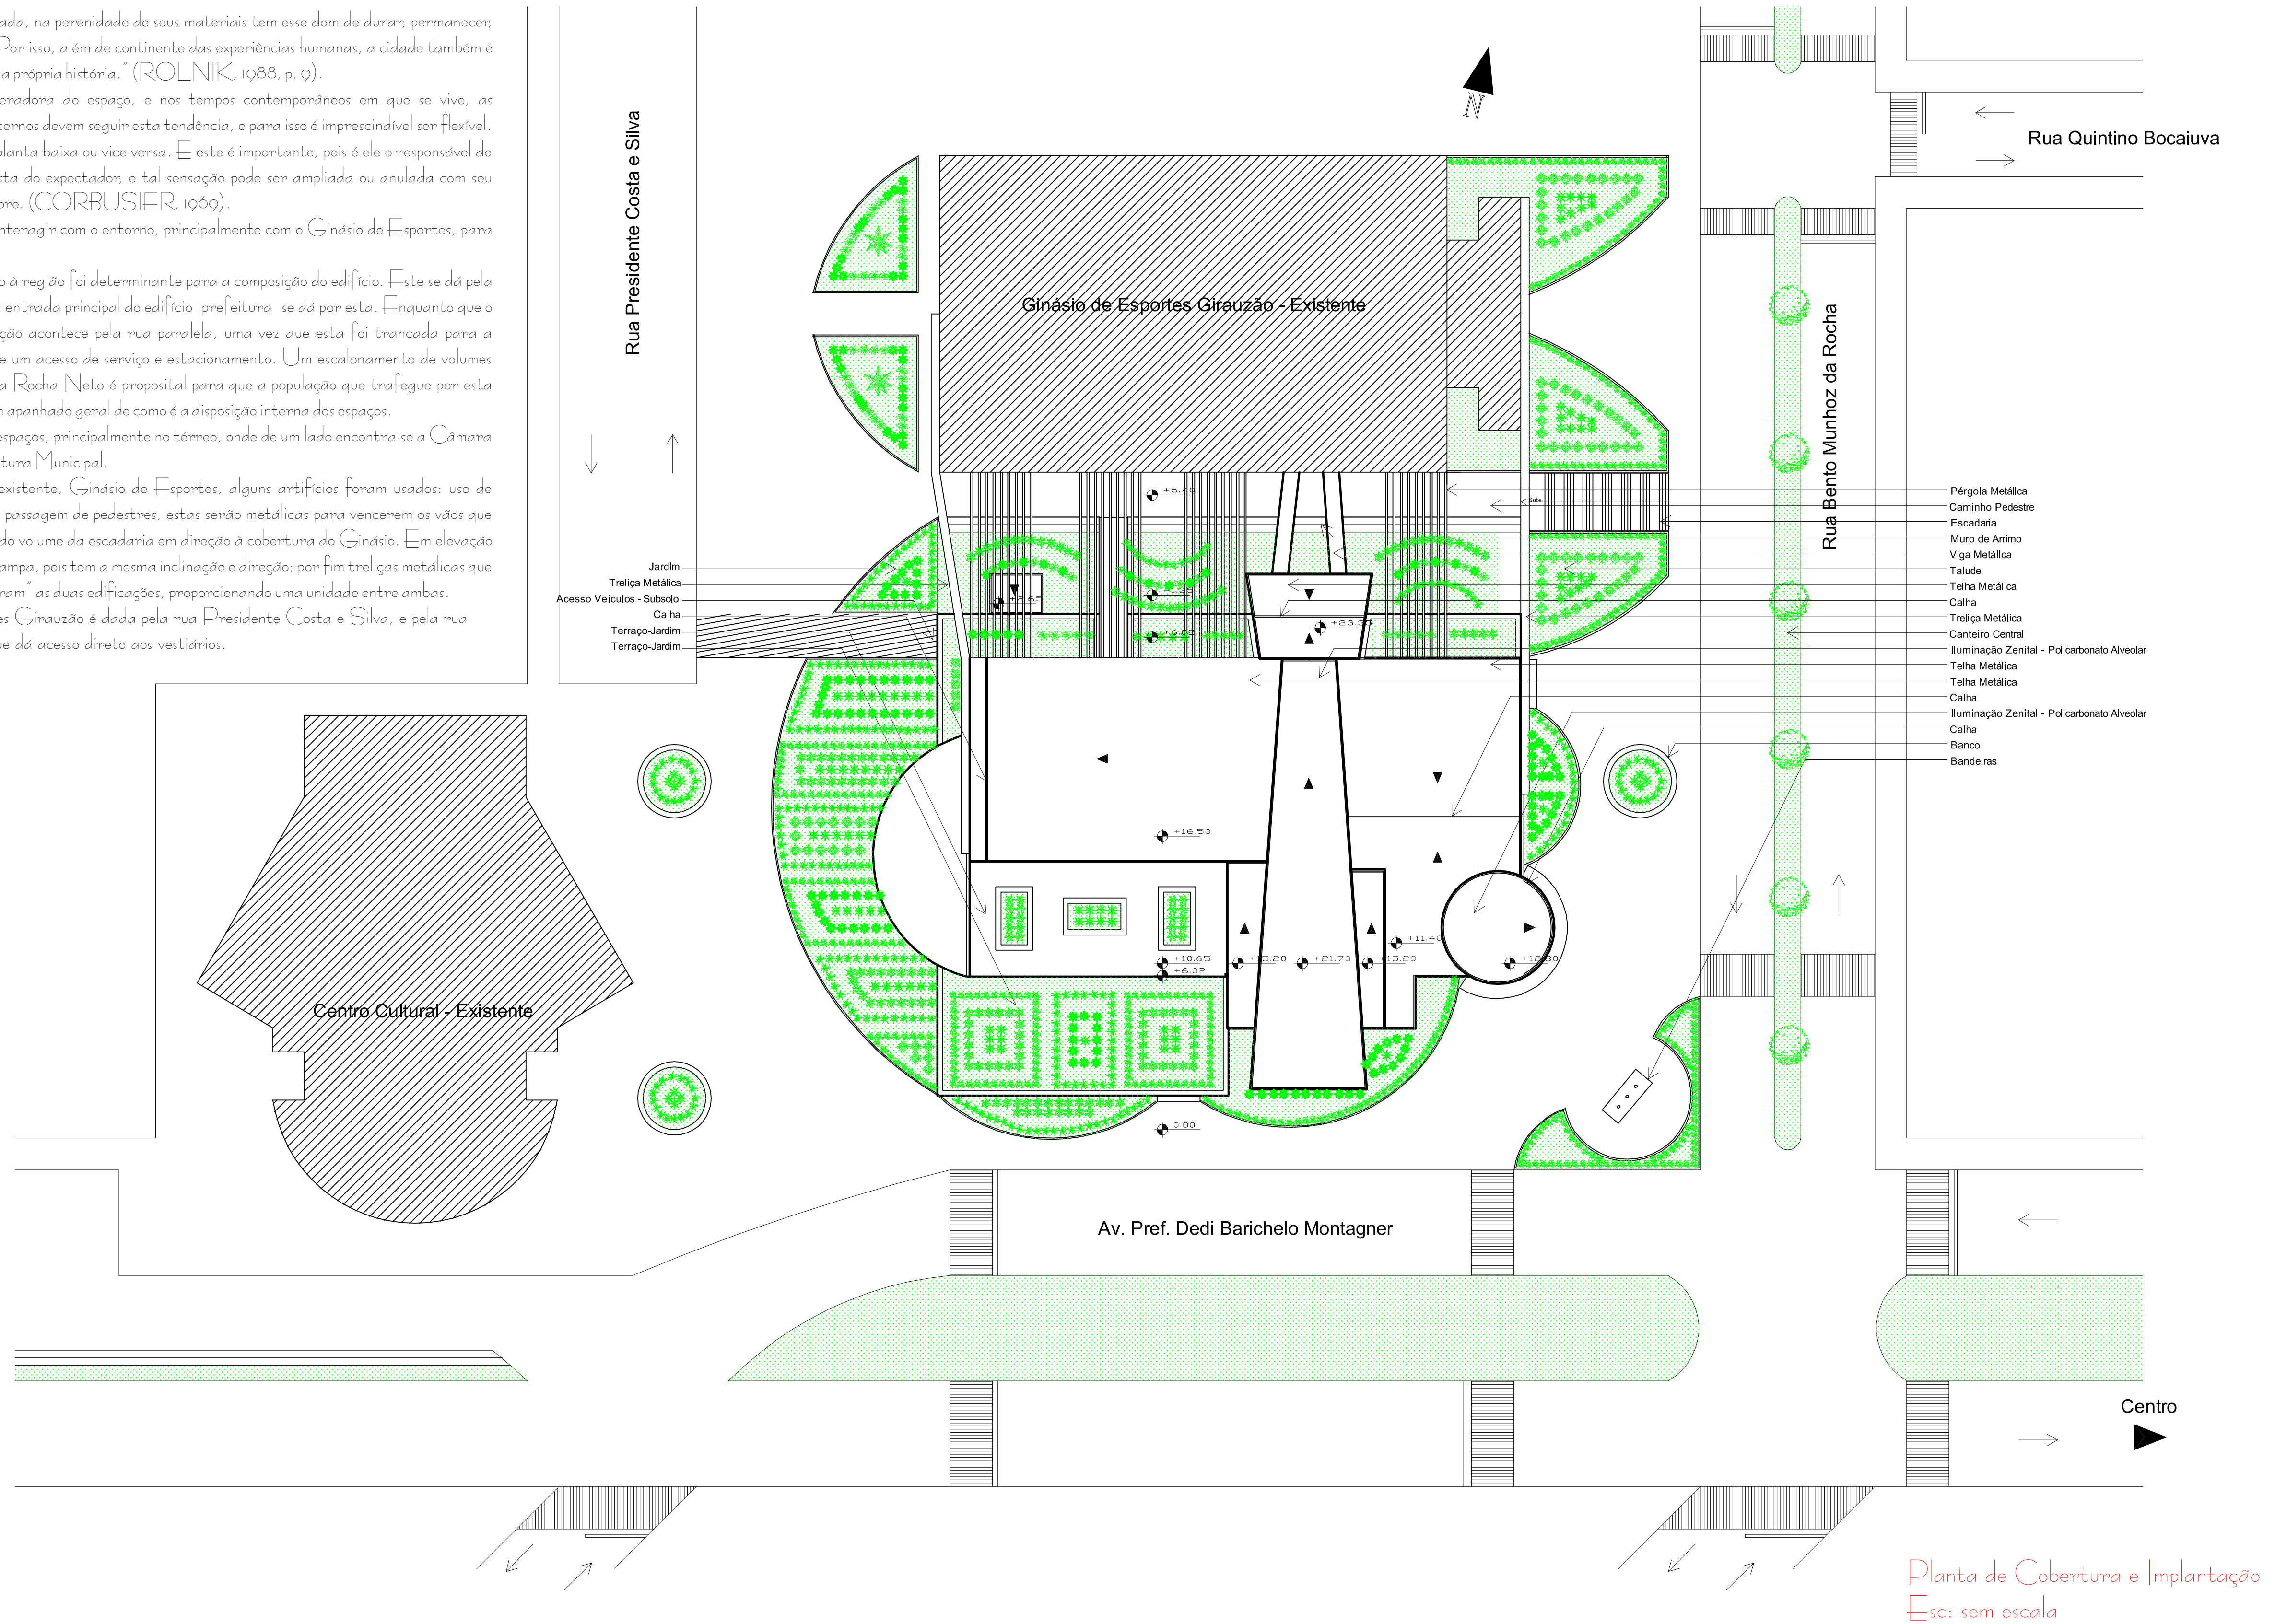 ada, na perenidade de seus materiais tem esse dom de durar, permanecer,
Por isso, além de continente das experiências humanas, a cidade também é
a própria história." (ROLNIK, 1988, p. 9).
eradora do espaço, e nos tempos contemporâneos em que se vive, as
ternos devem seguir esta tendência, e para isso é imprescindível ser flexível.
planta baixa ou vice-versa. E este é importante, pois é ele o responsável do
sta do expectador, e tal sensação pode ser ampliada ou anulada com seu
bre. (CORBUSIER, 1969).
nteragir com o entorno, principalmente com o Ginásio de Esportes, para
o à região foi determinante para a composição do edifício. Este se dá pela
a entrada principal do edifício prefeitura se dá por esta. Enquanto que o
ção acontece pela rua paralela, uma vez que esta foi trancada para a
e um acesso de serviço e estacionamento. Um escalonamento de volumes
a Rocha Neto é proposital para que a população que trafegue por esta
n apanhado geral de como é a disposição interna dos espaços.
espaços, principalmente no térreo, onde de um lado encontra-se a Câmara
tura Municipal.
existente, Ginásio de Esportes, alguns artifícios foram usados: uso de
passagem de pedestres, estas serão metálicas para vencerem os vãos que
do volume da escadaria em direção à cobertura do Ginásio. Em elevação
ampa, pois tem a mesma inclinação e direção; por fim treliças metálicas que
ram" as duas edificações, proporcionando uma unidade entre ambas.
es Girauzão é dada pela rua Presidente Costa e Silva, e pela rua
ue dá acesso direto aos vestiários.
Rua Presidente Costa e Silva
N
Rua Quintino Bocaiuva
Ginásio de Esportes Girauzão - Existente
Rua Bento Munhoz da Rocha
Jardim
Treliça Metálica
Acesso Veículos - Subsolo
Calha
Terraço-Jardim
Terraço-Jardim
+5.40
Sobe
+2.65
+1.35
+6.02
+23.35
Pérgola Metálica
Caminho Pedestre
Escadaria
Muro de Arrimo
Viga Metálica
Talude
Telha Metálica
Calha
Treliça Metálica
Canteiro Central
Iluminação Zenital - Policarbonato Alveolar
Telha Metálica
Telha Metálica
Calha
Iluminação Zenital - Policarbonato Alveolar
Calha
Banco
Bandeiras
+16.50
+11.40
+10.65
+15.20
+21.70
+15.20
+6.02
Centro Cultural - Existente
0.00
Av. Pref. Dedi Barichelo Montagner
Centro
Planta de Cobertura e Implantação
Esc: sem escala